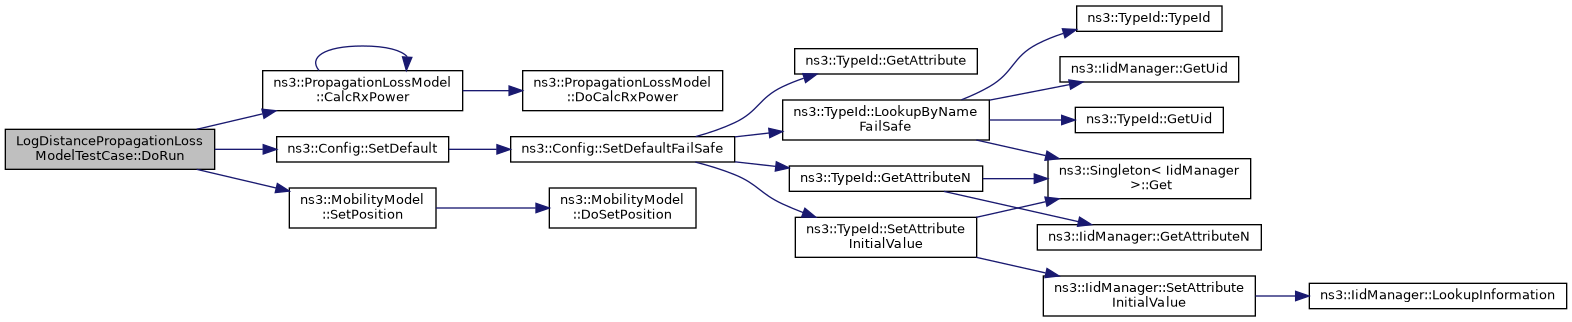 LogDistancePropagationLoss
ModelTestCase::DoRun
ns3::PropagationLossModel
::CalcRxPower
ns3::Config::SetDefault
ns3::MobilityModel
::SetPosition
ns3::PropagationLossModel
::DoCalcRxPower
ns3::Config::SetDefaultFailSafe
ns3::MobilityModel
::DoSetPosition
ns3::TypeId::GetAttribute
ns3::TypeId::LookupByName
FailSafe
ns3::TypeId::GetAttributeN
ns3::TypeId::SetAttribute
InitialValue
ns3::TypeId::TypeId
ns3::IidManager::GetUid
ns3::TypeId::GetUid
ns3::Singleton< IidManager
>::Get
ns3::IidManager::GetAttributeN
ns3::IidManager::SetAttribute
InitialValue
ns3::IidManager::LookupInformation